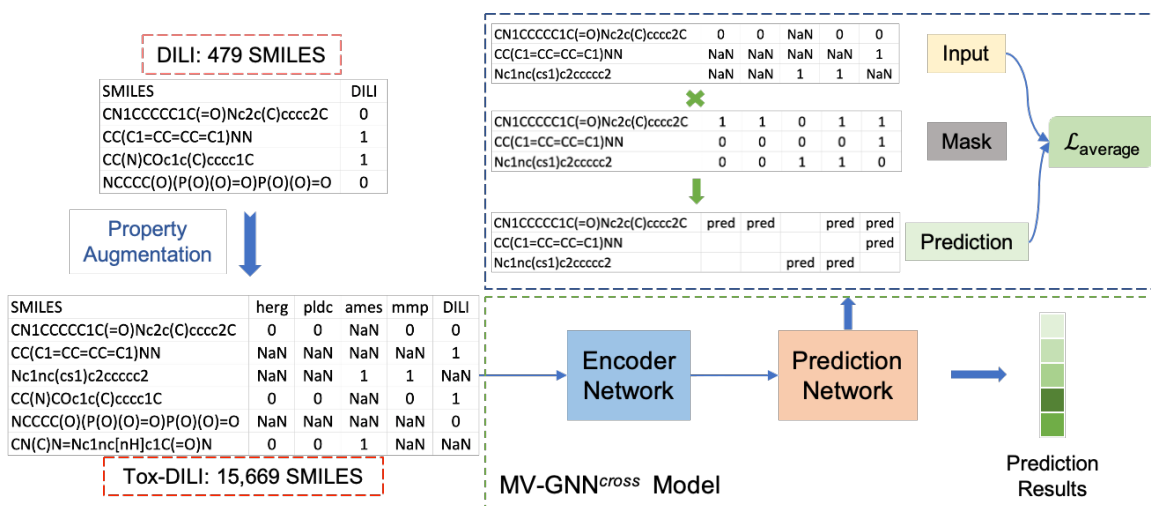 DILI: 479 SMILES
SMILES DILI
CN1CCCCC1C(=O)Nc2c(C)cccc2C 0
CC(C1=CC=CC=C1)NN 1
CC(N)COc1c(C)cccc1C 1
NCCCC(O)(P(O)(O)=O)P(O)(O)=O 0
Property
Augmentation
SMILES herg pldc ames mmp DILI
CN1CCCCC1C(=O)Nc2c(C)cccc2C 0 0 NaN 0 0
CC(C1=CC=CC=C1)NN NaN NaN NaN NaN 1
Nc1nc(cs1)c2ccccc2 NaN NaN 1 1 NaN
CC(N)COc1c(C)cccc1C 0 0 NaN 0 1
NCCCC(O)(P(O)(O)=O)P(O)(O)=O NaN NaN NaN NaN 0
CN(C)N=Nc1nc[nH]c1C(=O)N 0 0 1 NaN NaN
Tox-DILI: 15,669 SMILES
CN1CCCCC1C(=O)Nc2c(C)cccc2C 0 0 NaN 0 0
CC(C1=CC=CC=C1)NN NaN NaN NaN NaN 1
Nc1nc(cs1)c2ccccc2 NaN NaN 1 1 NaN
Input
CN1CCCCC1C(=O)Nc2c(C)cccc2C 1 1 0 1 1
CC(C1=CC=CC=C1)NN 0 0 0 0 1
Nc1nc(cs1)c2ccccc2 0 0 1 1 0
Mask
ℒaverage
CN1CCCCC1C(=O)Nc2c(C)cccc2C pred pred pred pred
CC(C1=CC=CC=C1)NN pred
Nc1nc(cs1)c2ccccc2 pred pred
Prediction
Encoder
Network
Prediction
Network
Prediction
Results
MV-GNNcross Model